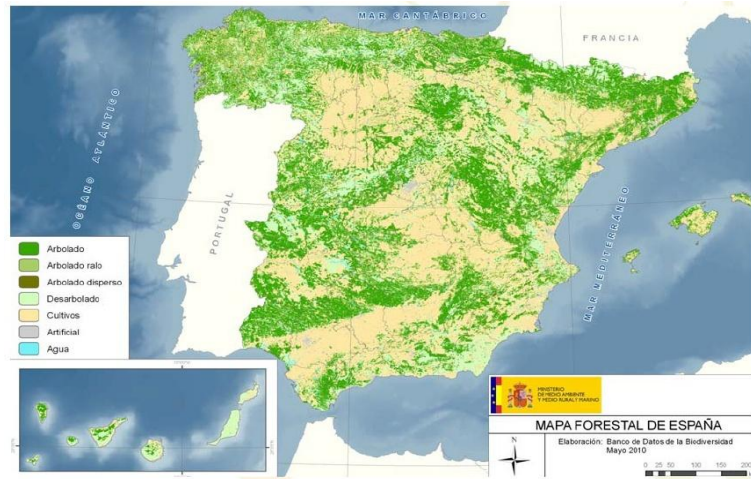 MAR CANTÁBRICO
FRANCIA
OCÉANO ATLÁNTICO
PORTUGAL
MAR MEDITERRÁNEO
Arbolado
Arbolado ralo
Arbolado disperso
Desarbolado
Cultivos
Artificial
Agua
MINISTERIO
DE MEDIO AMBIENTE
Y MEDIO RURAL Y MARINO
MAPA FORESTAL DE ESPAÑA
N
Elaboración: Banco de Datos de la Biodiversidad
Mayo 2010
0 25 50 100 150 200